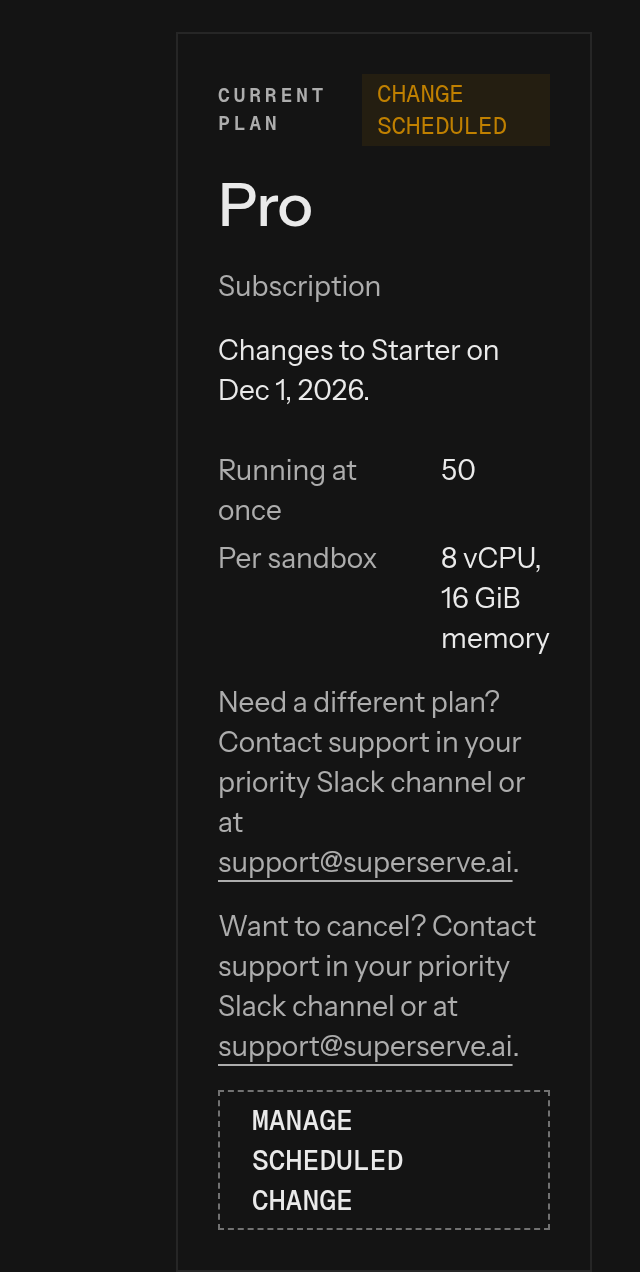 CURRENT
PLAN
CHANGE
SCHEDULED
Pro
Subscription
Changes to Starter on
Dec 1, 2026.
Running at
once
50
Per sandbox
8 vCPU,
16 GiB
memory
Need a different plan?
Contact support in your
priority Slack channel or
at
support@superserve.ai.
Want to cancel? Contact
support in your priority
Slack channel or at
support@superserve.ai.
MANAGE
SCHEDULED
CHANGE